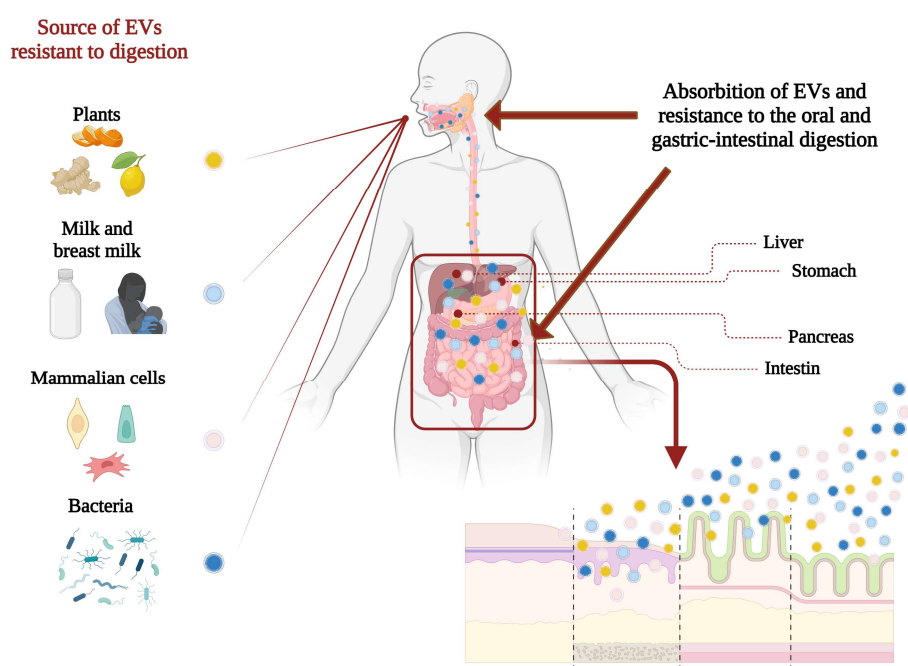 Source of EVs
resistant to digestion
Plants
Milk and
breast milk
Mammalian cells
Bacteria
Absorbition of EVs and
resistance to the oral and
gastric-intestinal digestion
Liver
Stomach
Pancreas
Intestin